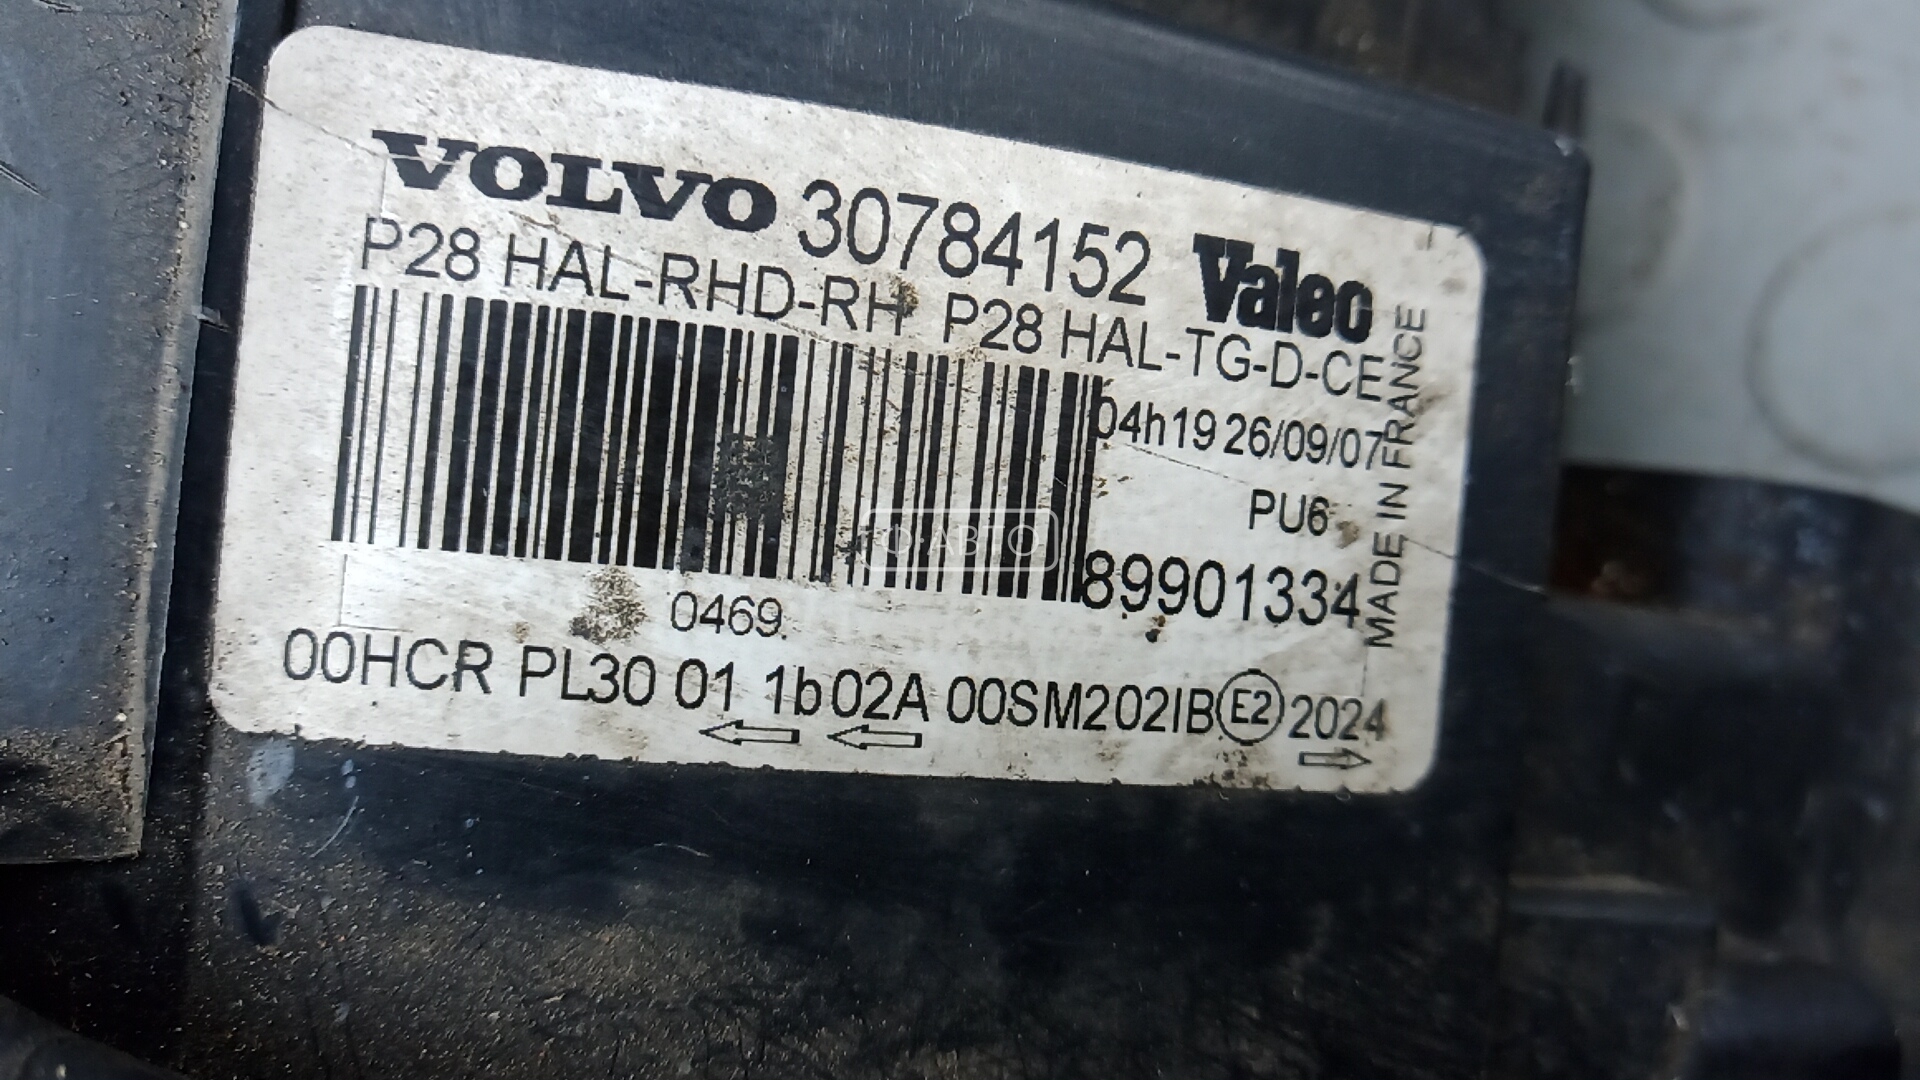 VOLVO 30784152 Valeo
P28 HAL-RHD-RH P28 HAL-TG-D-CE
04h19 26/09/07
PU6
89901334
MADE IN FRANCE
0469
00HCR PL30 01 1b 02A 00SM202IB E2 2024
Ф-АВТО